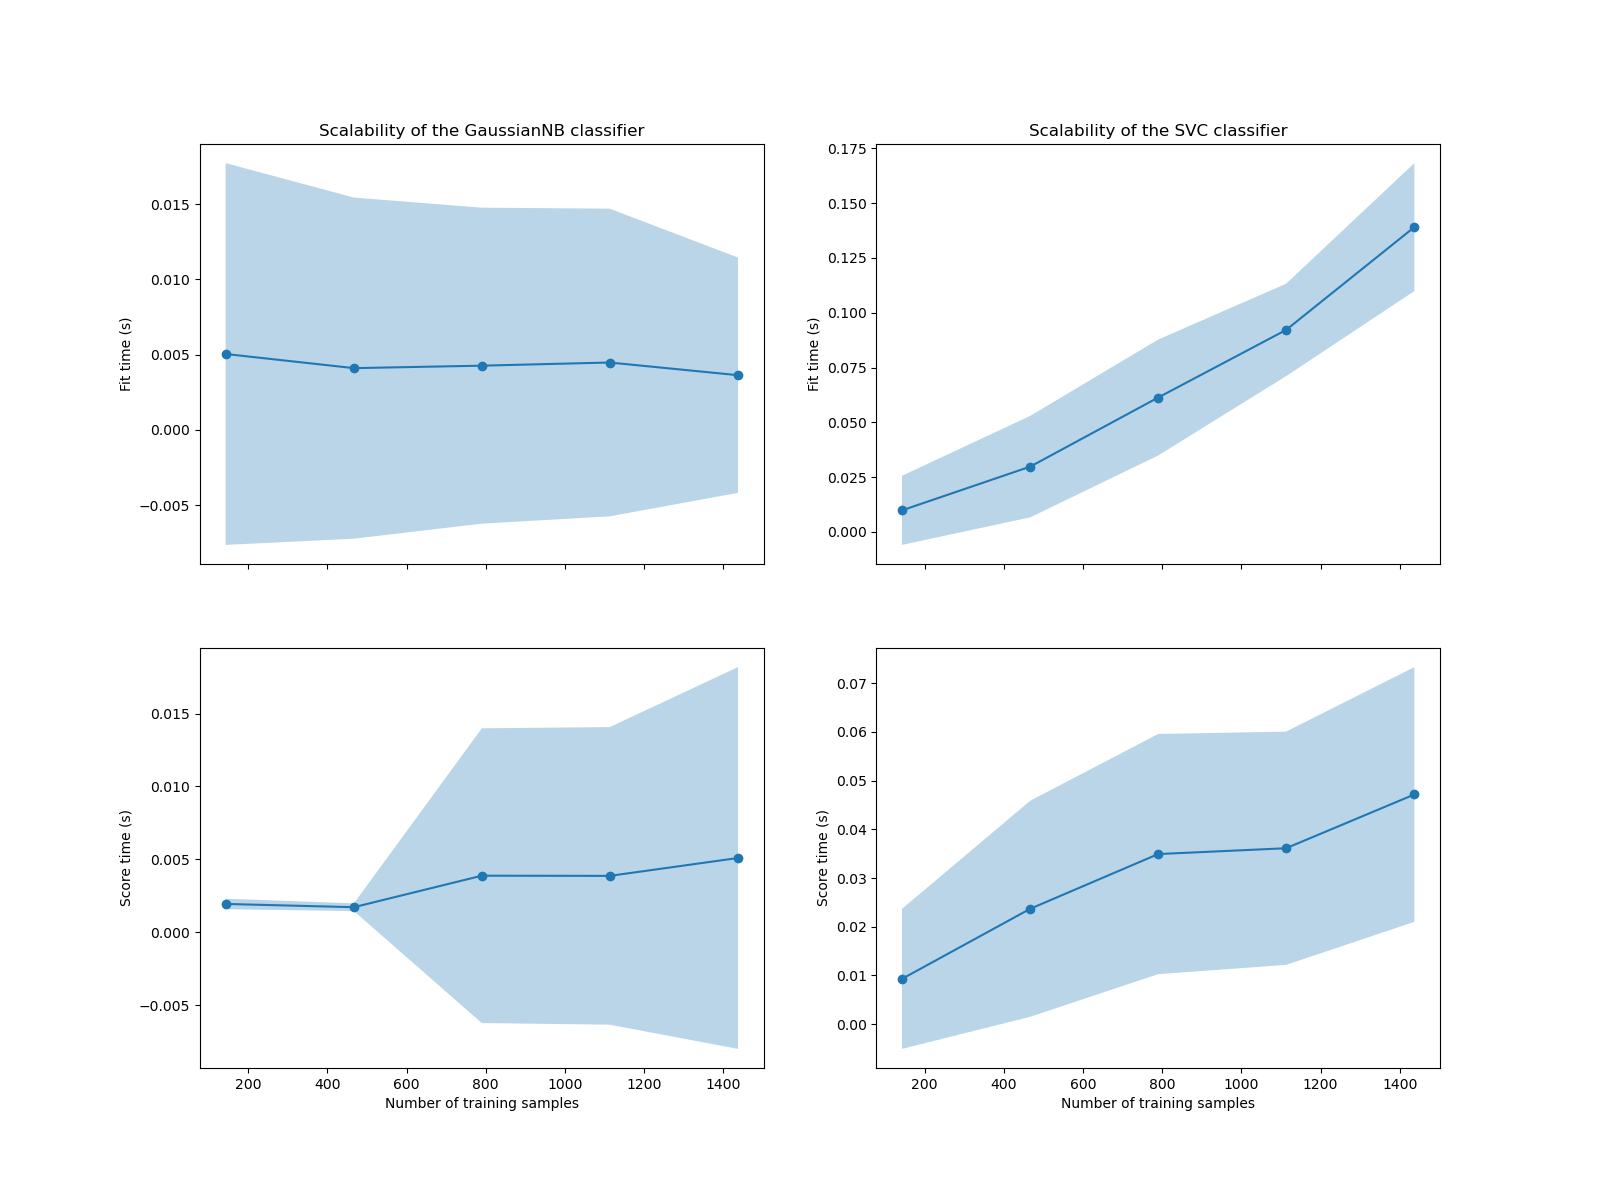 Scalability of the GaussianNB classifier
0.015
0.010
0.005
0.000
−0.005
Fit time (s)
Scalability of the SVC classifier
0.175
0.150
0.125
0.100
0.075
0.050
0.025
0.000
Fit time (s)
0.015
0.010
0.005
0.000
−0.005
Score time (s)
200 400 600 800 1000 1200 1400
Number of training samples
0.07
0.06
0.05
0.04
0.03
0.02
0.01
0.00
Score time (s)
200 400 600 800 1000 1200 1400
Number of training samples